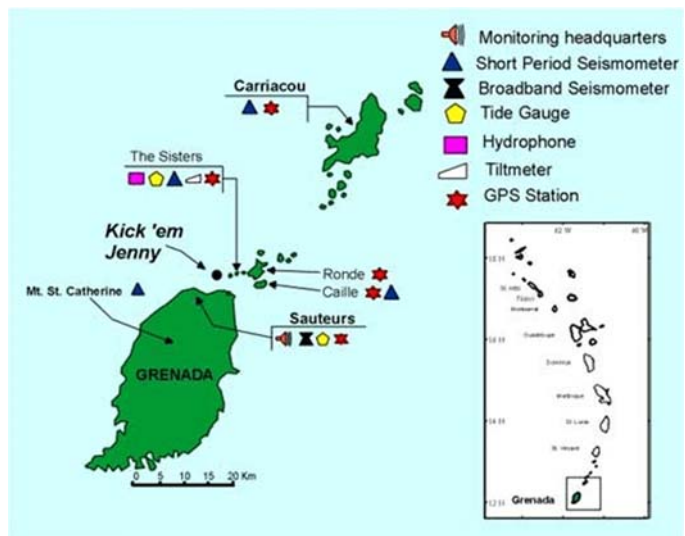 Monitoring headquarters
Short Period Seismometer
Broadband Seismometer
Tide Gauge
Hydrophone
Tiltmeter
GPS Station
Carriacou
The Sisters
Kick 'em
Jenny
Ronde
Caille
Mt. St. Catherine
Sauteurs
GRENADA
0 5 10 15 20 Km
62 W
Guadeloupe
Dominica
Martinique
St. Lucia
St. Vincent
Grenada
12 N